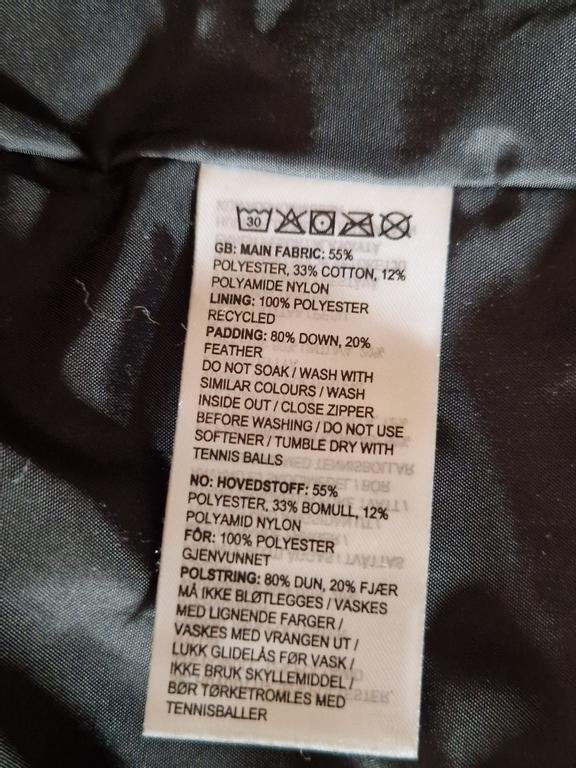 30
GB: MAIN FABRIC: 55%
POLYESTER, 33% COTTON, 12%
POLYAMIDE NYLON
LINING: 100% POLYESTER
RECYCLED
PADDING: 80% DOWN, 20%
FEATHER
DO NOT SOAK / WASH WITH
SIMILAR COLOURS / WASH
INSIDE OUT / CLOSE ZIPPER
BEFORE WASHING / DO NOT USE
SOFTENER / TUMBLE DRY WITH
TENNIS BALLS
NO: HOVEDSTOFF: 55%
POLYESTER, 33% BOMULL, 12%
POLYAMID NYLON
FÔR: 100% POLYESTER
GJENVUNNET
POLSTRING: 80% DUN, 20% FJÆR
MÅ IKKE BLØTLEGGES / VASKES
MED LIGNENDE FARGER /
VASKES MED VRANGEN UT /
LUKK GLIDELÅS FØR VASK /
IKKE BRUK SKYLLEMIDDEL /
BØR TØRKETROMLES MED
TENNISBALLER